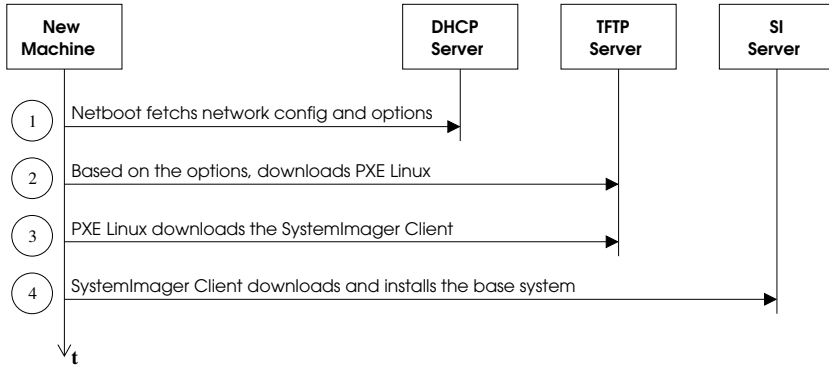 New
Machine
DHCP
Server
TFTP
Server
SI
Server
1
Netboot fetchs network config and options
2
Based on the options, downloads PXE Linux
3
PXE Linux downloads the SystemImager Client
4
SystemImager Client downloads and installs the base system
t